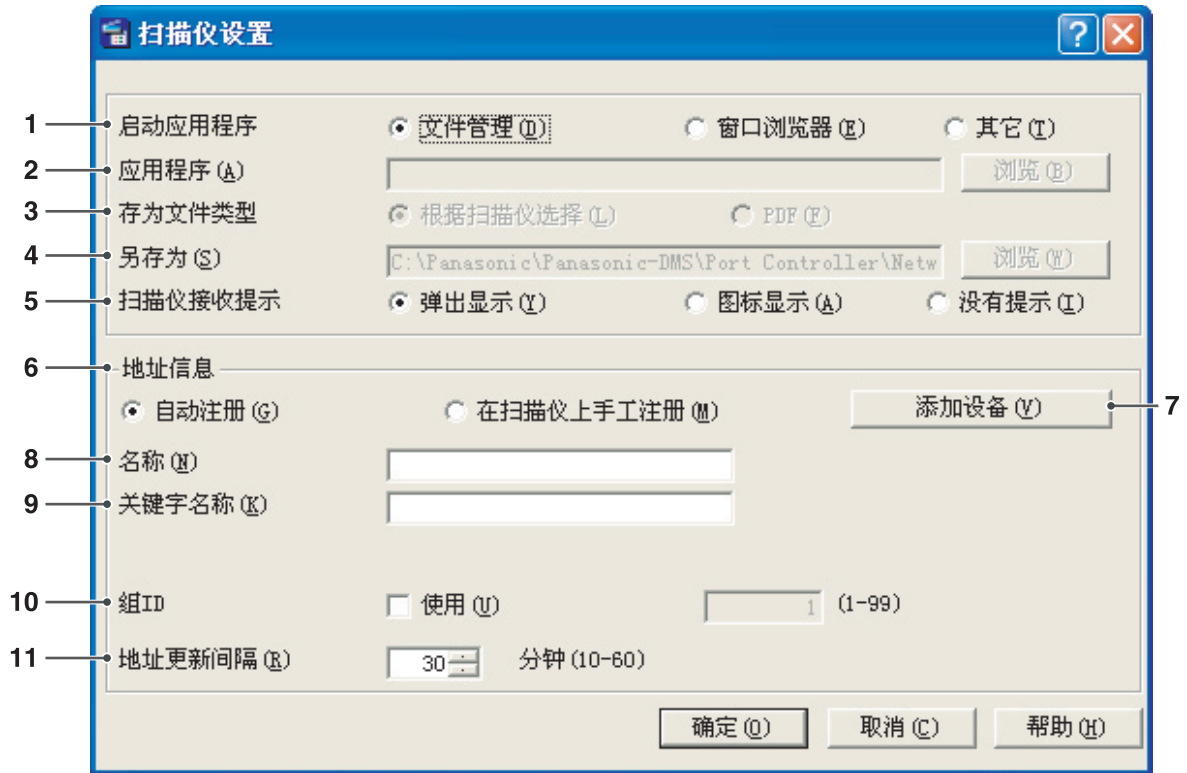 扫描仪设置
1 启动应用程序 文件管理(D) 窗口浏览器(E) 其它(T)
2 应用程序(A) 浏览(B)
3 存为文件类型 根据扫描仪选择(L) PDF(F)
4 另存为(S) C:\Panasonic\Panasonic-DMS\Port Controller\Netw 浏览(W)
5 扫描仪接收提示 弹出显示(Y) 图标显示(A) 没有提示(I)
6 地址信息
自动注册(G) 在扫描仪上手工注册(M) 添加设备(V) 7
8 名称(N)
9 关键字名称(K)
10 组ID 使用(U) 1 (1-99)
11 地址更新间隔(R) 30 分钟(10-60)
确定(O) 取消(C) 帮助(H)